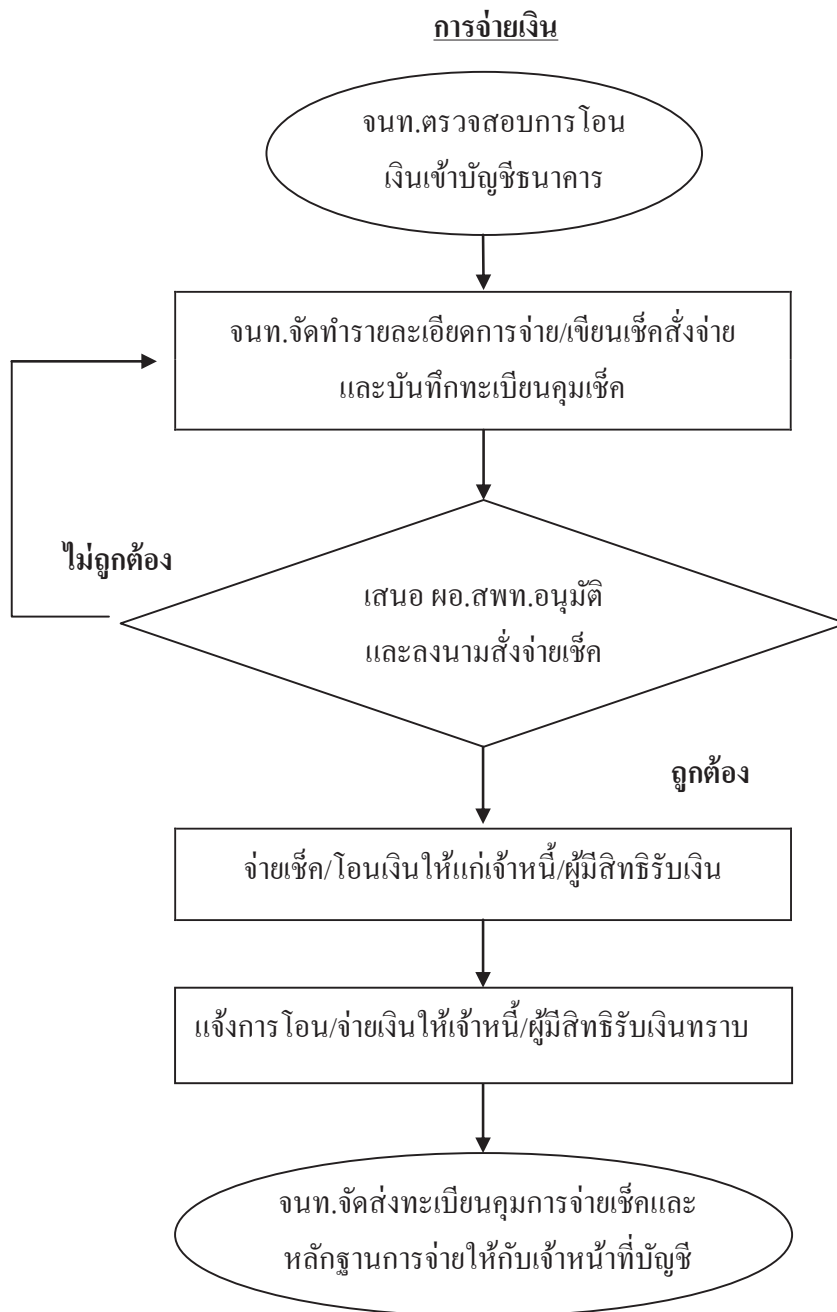 การจ่ายเงิน
จนท.ตรวจสอบการโอน
เงินเข้าบัญชีธนาคาร
จนท.จัดทำรายละเอียดการจ่าย/เขียนเช็คสั่งจ่าย
และบันทึกทะเบียนคุมเช็ค
ไม่ถูกต้อง
เสนอ ผอ.สพท.อนุมัติ
และลงนามสั่งจ่ายเช็ค
ถูกต้อง
จ่ายเช็ค/โอนเงินให้แก่เจ้าหนี้/ผู้มีสิทธิรับเงิน
แจ้งการโอน/จ่ายเงินให้เจ้าหนี้/ผู้มีสิทธิรับเงินทราบ
จนท.จัดส่งทะเบียนคุมการจ่ายเช็คและ
หลักฐานการจ่ายให้กับเจ้าหน้าที่บัญชี